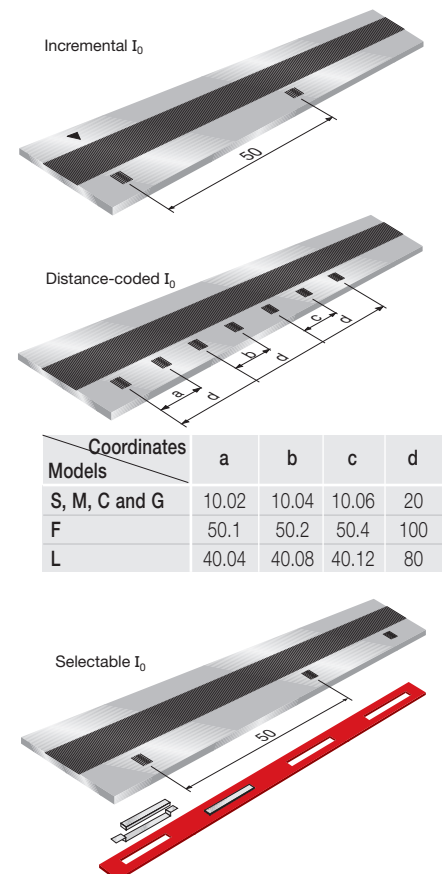 Incremental I₀
50
Distance-coded I₀
a
d
b
d
c
d
Coordinates
Models
a b c d
S, M, C and G 10.02 10.04 10.06 20
F 50.1 50.2 50.4 100
L 40.04 40.08 40.12 80
Selectable I₀
50